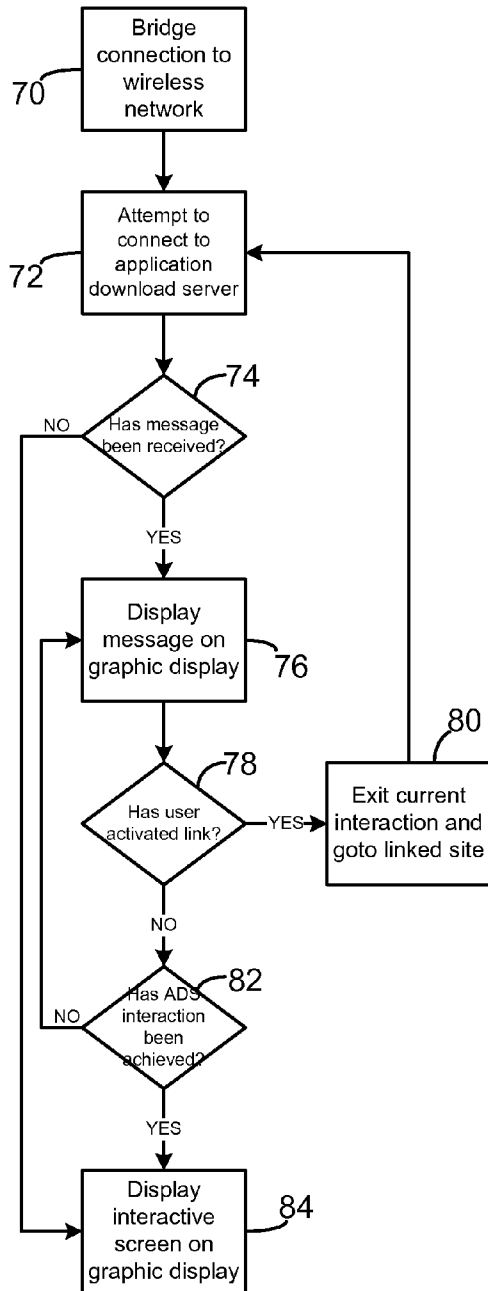 Bridge
connection to
wireless
network
70
Attempt to
connect to
application
download server
72
74
Has message
been received?
NO
YES
Display
message on
graphic display
76
78
Has user
activated link?
YES
80
Exit current
interaction and
goto linked site
NO
82
Has ADS
interaction
been
achieved?
NO
YES
Display
interactive
screen on
graphic display
84